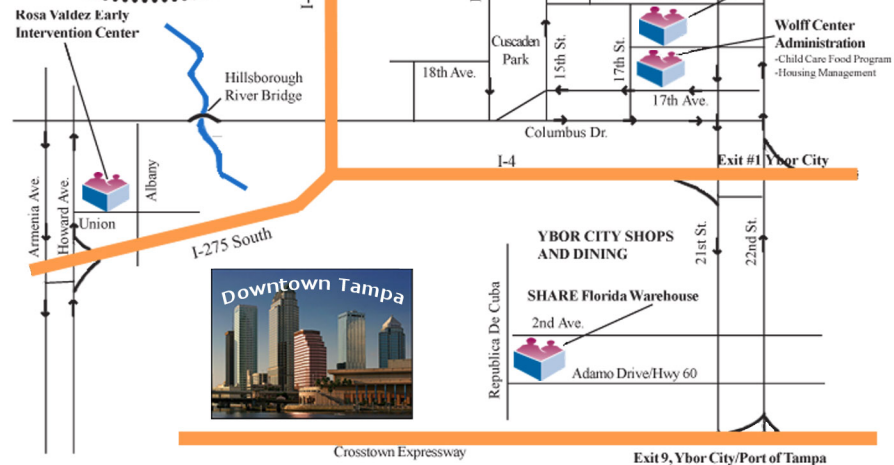 Rosa Valdez Early
Intervention Center
Hillsborough
River Bridge
Cuscaden
Park
18th Ave.
15th St.
17th St.
Wolff Center
Administration
-Child Care Food Program
-Housing Management
17th Ave.
Columbus Dr.
I-4
Exit #1 Ybor City
Armenia Ave.
Howard Ave.
Albany
Union
I-275 South
21st St.
22nd St.
YBOR CITY SHOPS
AND DINING
Downtown Tampa
SHARE Florida Warehouse
Republica De Cuba
2nd Ave.
Adamo Drive/Hwy 60
Crosstown Expressway
Exit 9, Ybor City/Port of Tampa